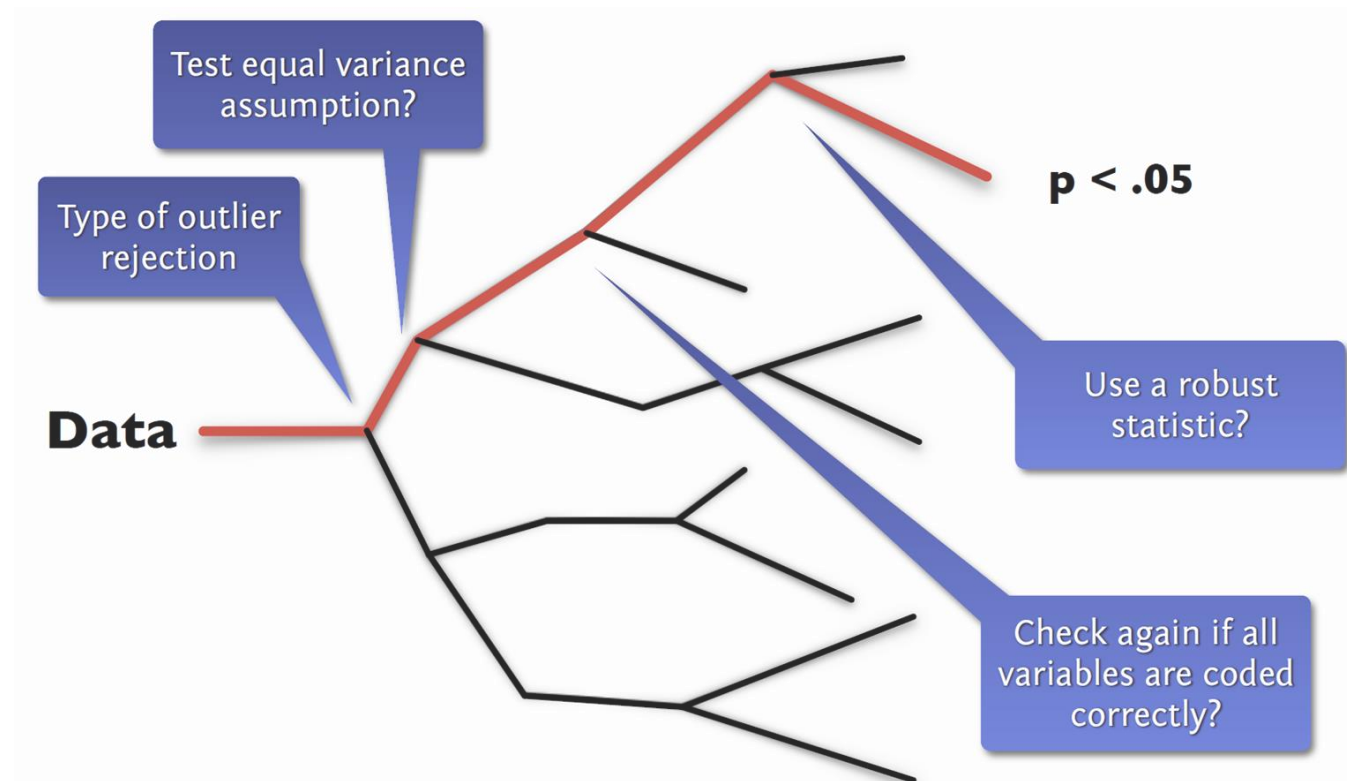 Test equal variance
assumption?
Type of outlier
rejection
p < .05
Data
Use a robust
statistic?
Check again if all
variables are coded
correctly?